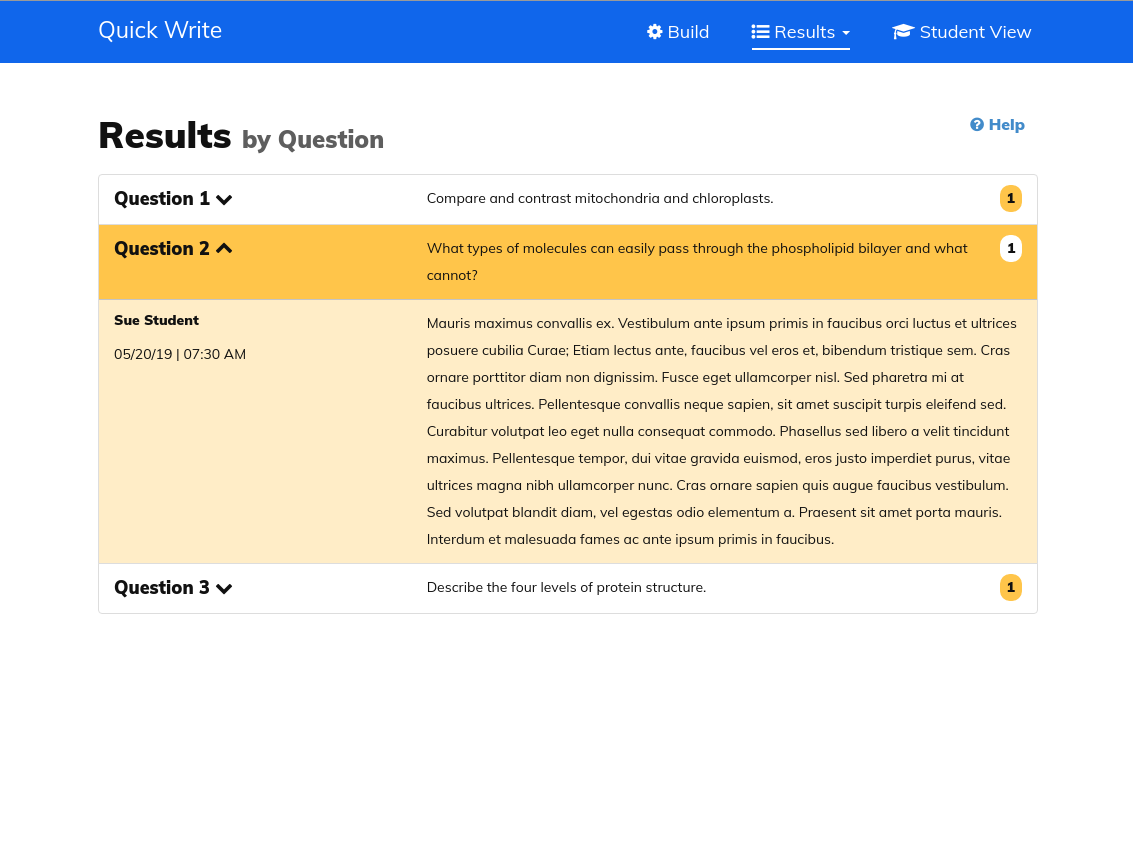 Quick Write
Build
Results
Student View
Results by Question
Help
Question 1
Compare and contrast mitochondria and chloroplasts.
1
Question 2
What types of molecules can easily pass through the phospholipid bilayer and what
cannot?
1
Sue Student
05/20/19 | 07:30 AM
Mauris maximus convallis ex. Vestibulum ante ipsum primis in faucibus orci luctus et ultrices
posuere cubilia Curae; Etiam lectus ante, faucibus vel eros et, bibendum tristique sem. Cras
ornare porttitor diam non dignissim. Fusce eget ullamcorper nisl. Sed pharetra mi at
faucibus ultrices. Pellentesque convallis neque sapien, sit amet suscipit turpis eleifend sed.
Curabitur volutpat leo eget nulla consequat commodo. Phasellus sed libero a velit tincidunt
maximus. Pellentesque tempor, dui vitae gravida euismod, eros justo imperdiet purus, vitae
ultrices magna nibh ullamcorper nunc. Cras ornare sapien quis augue faucibus vestibulum.
Sed volutpat blandit diam, vel egestas odio elementum a. Praesent sit amet porta mauris.
Interdum et malesuada fames ac ante ipsum primis in faucibus.
Question 3
Describe the four levels of protein structure.
1